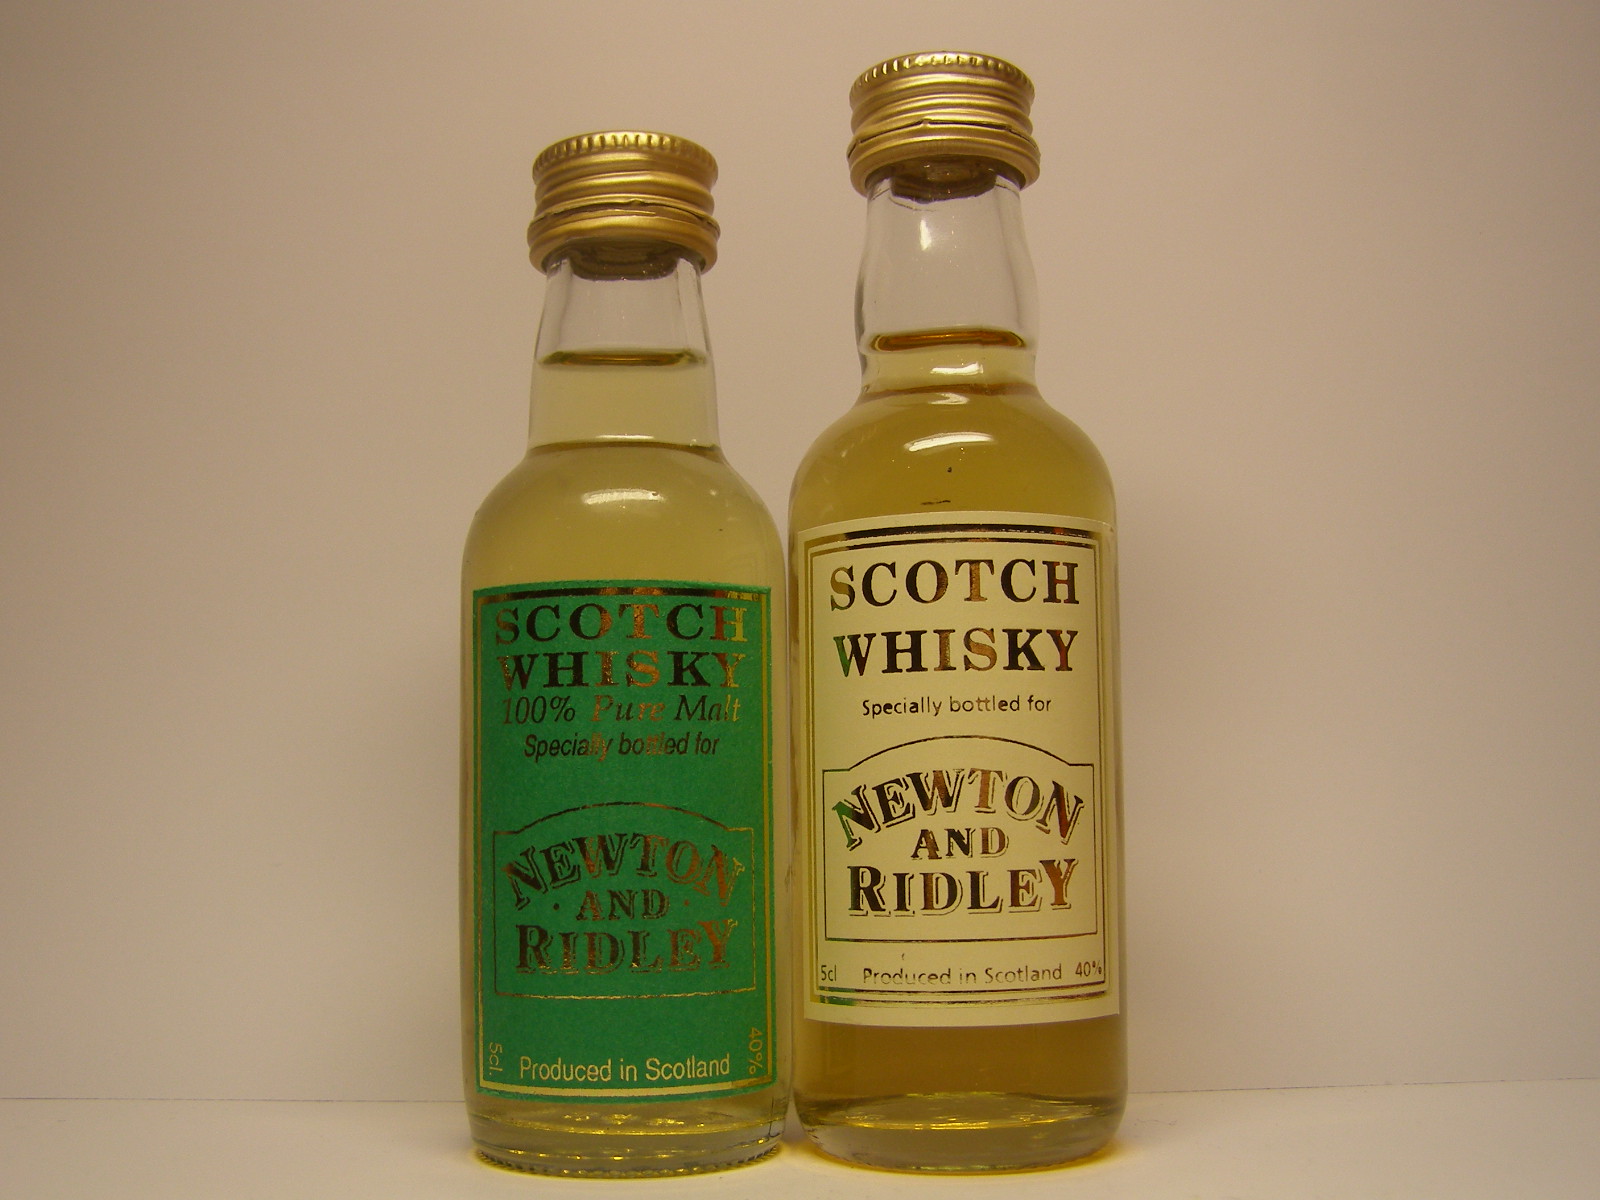 SCOTCH
WHISKY
100% Pure Malt
Specially bottled for
NEWTON
· AND ·
RIDLEY
5cl. Produced in Scotland 40%
SCOTCH
WHISKY
Specially bottled for
NEWTON
AND
RIDLEY
5cl Produced in Scotland 40%